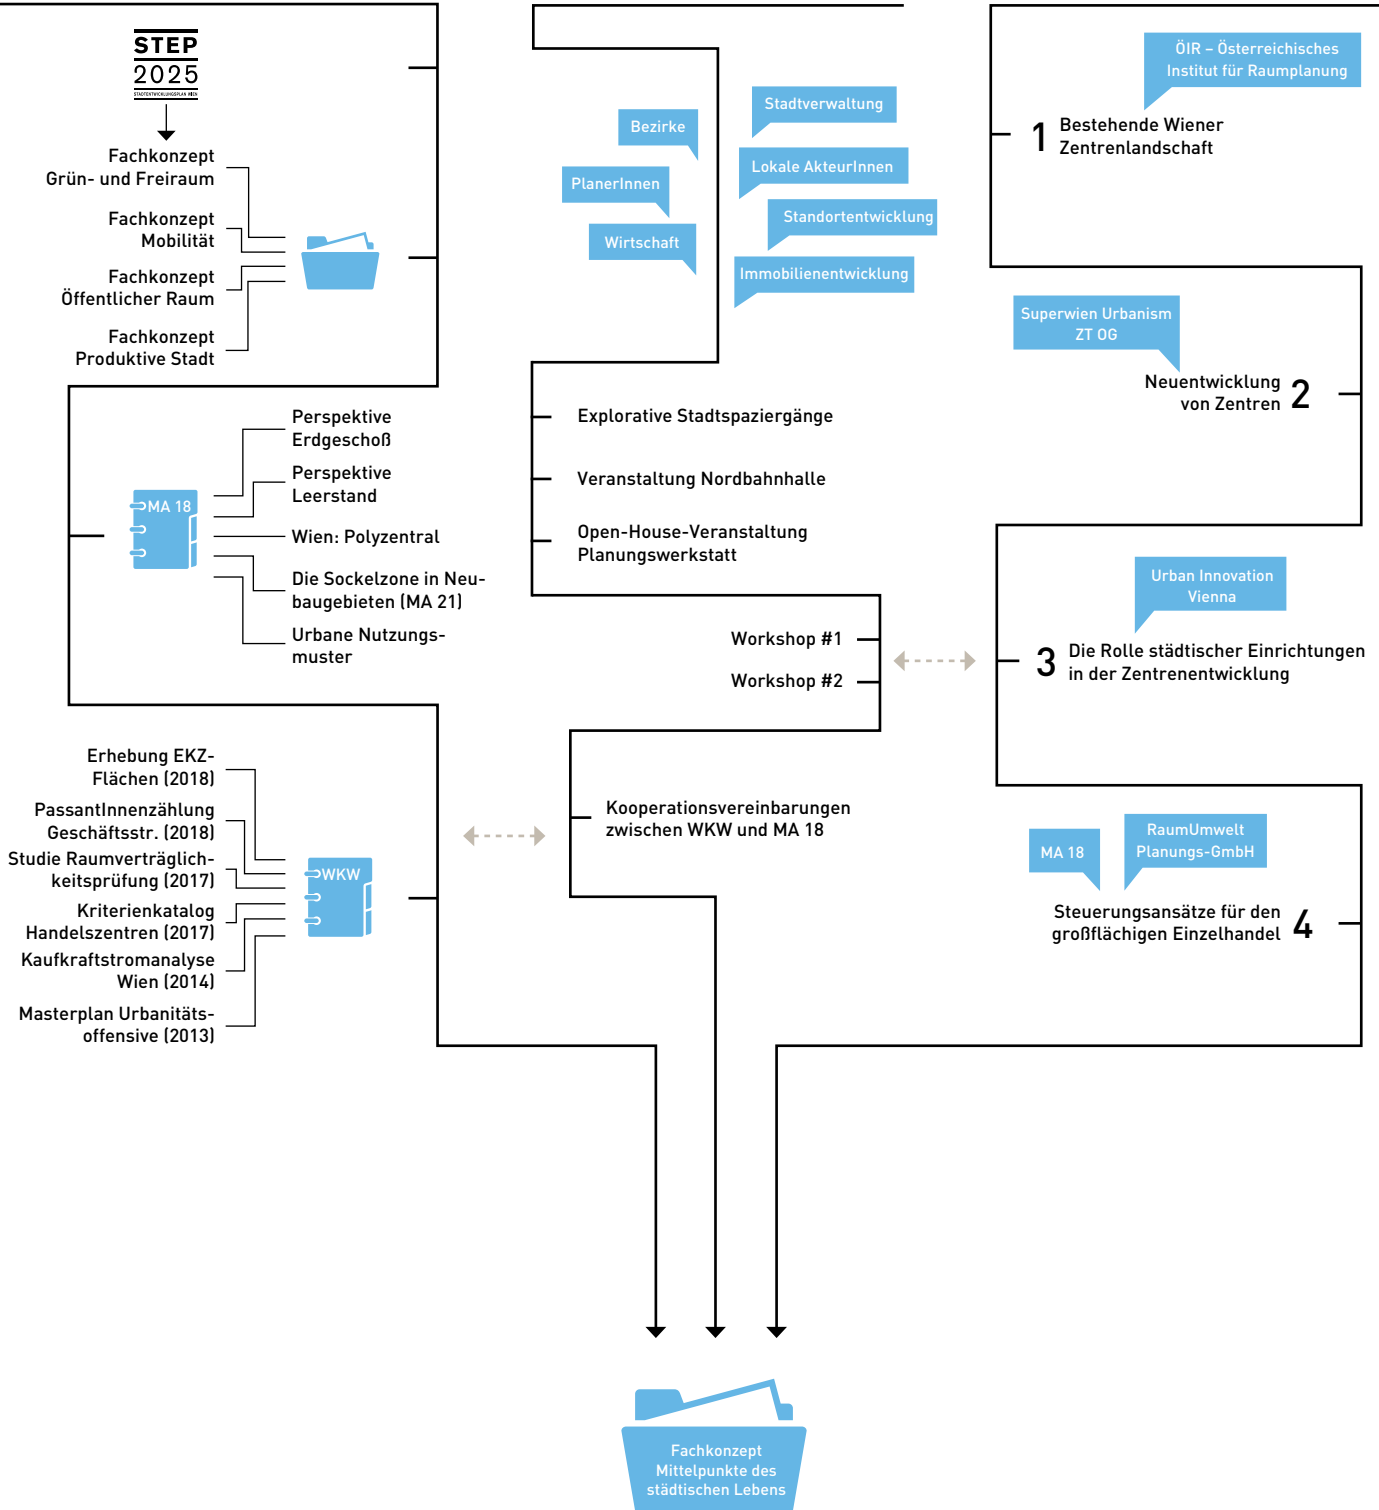 STEP
2025
STADTENTWICKLUNGSPLAN WIEN
Fachkonzept
Grün- und Freiraum
Fachkonzept
Mobilität
Fachkonzept
Öffentlicher Raum
Fachkonzept
Produktive Stadt
MA 18
Perspektive
Erdgeschoß
Perspektive
Leerstand
Wien: Polyzentral
Die Sockelzone in Neu-
baugebieten (MA 21)
Urbane Nutzungs-
muster
Erhebung EKZ-
Flächen (2018)
PassantInnenzählung
Geschäftsstr. (2018)
Studie Raumverträglich-
keitsprüfung (2017)
Kriterienkatalog
Handelszentren (2017)
Kaufkraftstromanalyse
Wien (2014)
Masterplan Urbanitäts-
offensive (2013)
WKW
Bezirke
Stadtverwaltung
PlanerInnen
Lokale AkteurInnen
Wirtschaft
Standortentwicklung
Immobilienentwicklung
Explorative Stadtspaziergänge
Veranstaltung Nordbahnhalle
Open-House-Veranstaltung
Planungswerkstatt
Workshop #1
Workshop #2
Kooperationsvereinbarungen
zwischen WKW und MA 18
ÖIR – Österreichisches
Institut für Raumplanung
1 Bestehende Wiener
Zentrenlandschaft
Superwien Urbanism
ZT OG
Neuentwicklung
von Zentren 2
Urban Innovation
Vienna
3 Die Rolle städtischer Einrichtungen
in der Zentrenentwicklung
MA 18
RaumUmwelt
Planungs-GmbH
Steuerungsansätze für den
großflächigen Einzelhandel 4
Fachkonzept
Mittelpunkte des
städtischen Lebens